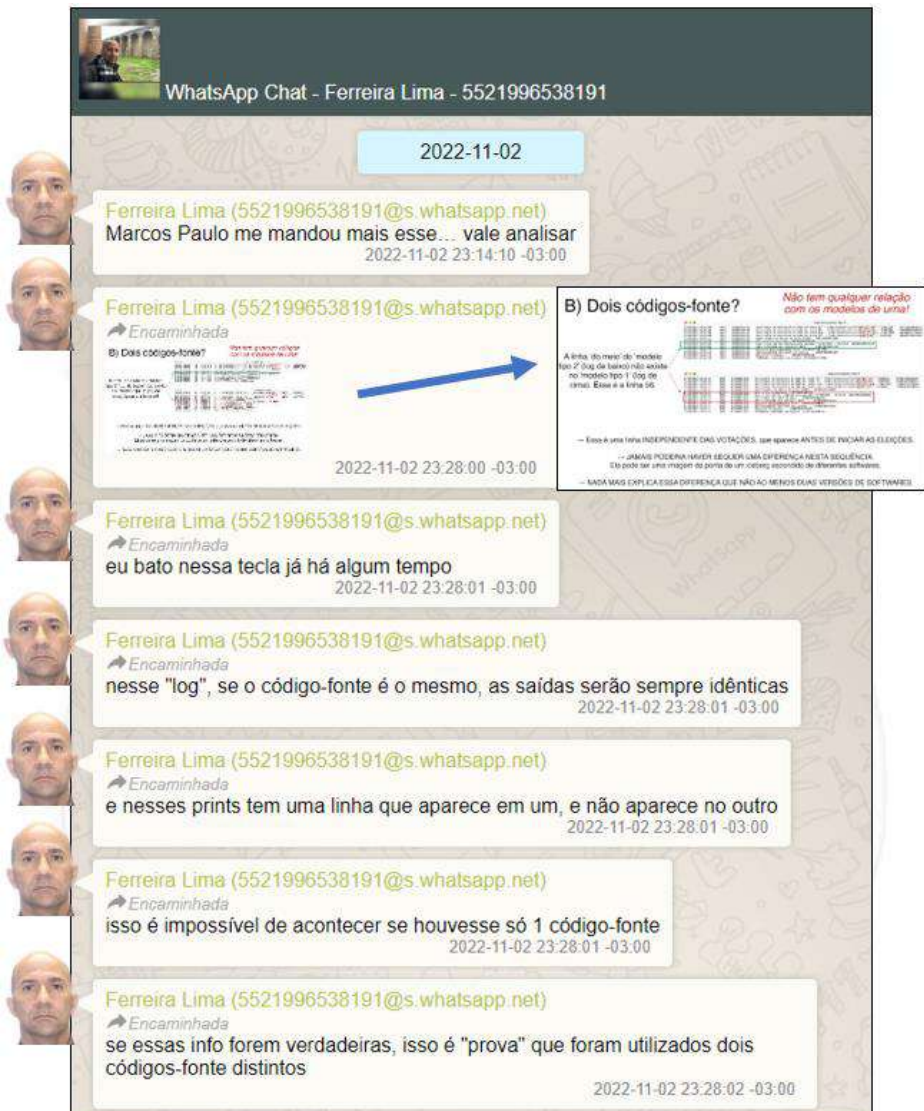 WhatsApp Chat - Ferreira Lima - 5521996538191
2022-11-02
Ferreira Lima (5521996538191@s.whatsapp.net)
Marcos Paulo me mandou mais esse... vale analisar
2022-11-02 23:14:10 -03:00
Ferreira Lima (5521996538191@s.whatsapp.net)
Encaminhada
B) Dois códigos-fonte?
2022-11-02 23:28:00 -03:00
B) Dois códigos-fonte?
Não tem qualquer relação
com os modelos de urna!
A linha 'do meio' do 'modelo
tipo 2' (log de baixo) não existe
no 'modelo tipo 1' (log de
cima). Essa é a linha 56.
-- Essa é uma linha INDEPENDENTE DAS VOTAÇÕES, que aparece ANTES DE INICIAR AS ELEIÇÕES.
-- JAMAIS PODERIA HAVER SEQUER UMA DIFERENÇA NESTA SEQUÊNCIA.
Ela pode ser uma imagem da ponta de um iceberg escondido de diferentes softwares.
-- NADA MAIS EXPLICA ESSA DIFERENÇA QUE NÃO AO MENOS DUAS VERSÕES DE SOFTWARES.
Ferreira Lima (5521996538191@s.whatsapp.net)
Encaminhada
eu bato nessa tecla já há algum tempo
2022-11-02 23:28:01 -03:00
Ferreira Lima (5521996538191@s.whatsapp.net)
Encaminhada
nesse "log", se o código-fonte é o mesmo, as saídas serão sempre idênticas
2022-11-02 23:28:01 -03:00
Ferreira Lima (5521996538191@s.whatsapp.net)
Encaminhada
e nesses prints tem uma linha que aparece em um, e não aparece no outro
2022-11-02 23:28:01 -03:00
Ferreira Lima (5521996538191@s.whatsapp.net)
Encaminhada
isso é impossível de acontecer se houvesse só 1 código-fonte
2022-11-02 23:28:01 -03:00
Ferreira Lima (5521996538191@s.whatsapp.net)
Encaminhada
se essas info forem verdadeiras, isso é "prova" que foram utilizados dois
códigos-fonte distintos
2022-11-02 23:28:02 -03:00